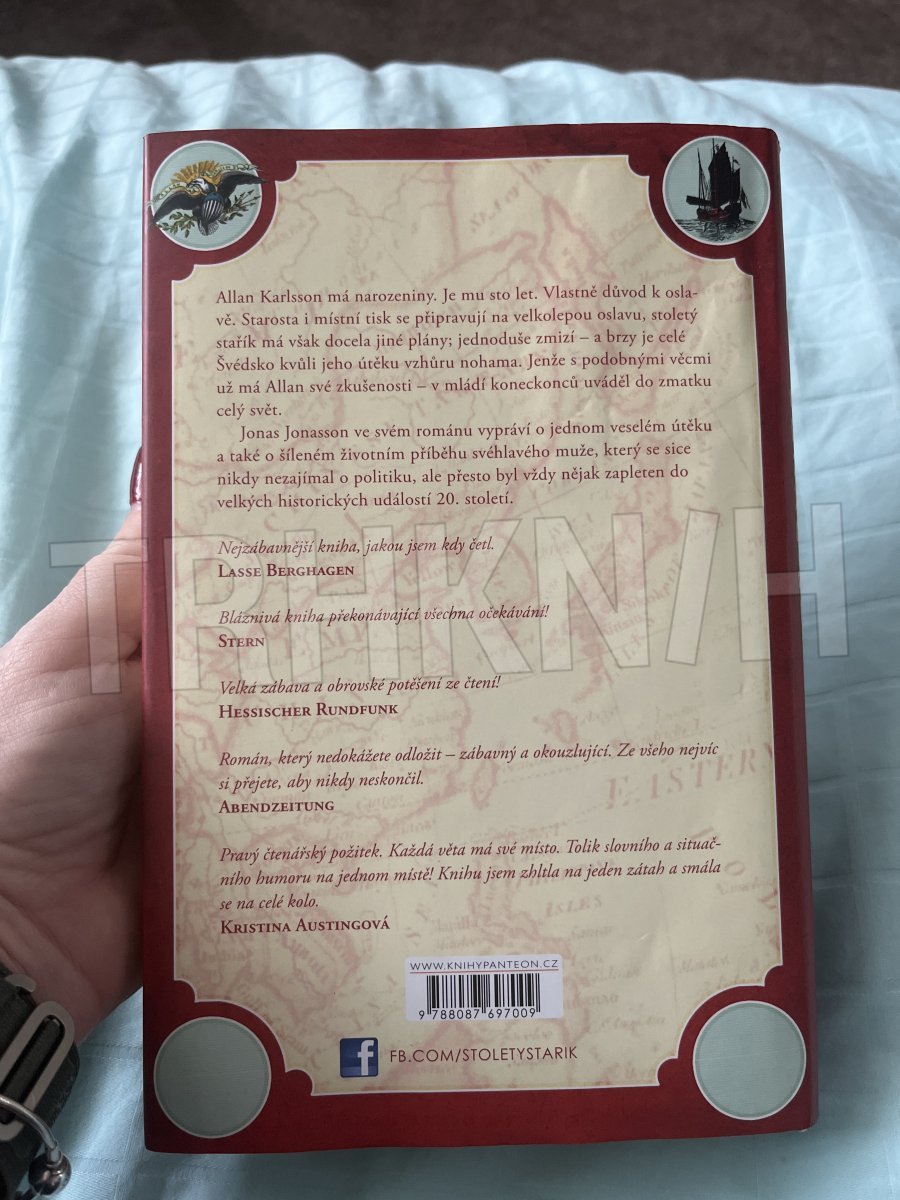 Allan Karlsson má narozeniny. Je mu sto let. Vlastně důvod k osla-
vě. Starosta i místní tisk se připravují na velkolepou oslavu, stoletý
stařík má však docela jiné plány; jednoduše zmizí – a brzy je celé
Švédsko kvůli jeho útěku vzhůru nohama. Jenže s podobnými věcmi
už má Allan své zkušenosti – v mládí koneckonců uváděl do zmatku
celý svět.
Jonas Jonasson ve svém románu vypráví o jednom veselém útěku
a také o šíleném životním příběhu svéhlavého muže, který se sice
nikdy nezajímal o politiku, ale přesto byl vždy nějak zapleten do
velkých historických událostí 20. století.
Nejzábavnější kniha, jakou jsem kdy četl.
LASSE BERGHAGEN
Bláznivá kniha překonávající všechna očekávání!
STERN
Velká zábava a obrovské potěšení ze čtení!
HESSISCHER RUNDFUNK
Román, který nedokážete odložit – zábavný a okouzlující. Ze všeho nejvíc
si přejete, aby nikdy neskončil.
ABENDZEITUNG
Pravý čtenářský požitek. Každá věta má své místo. Tolik slovního a situač-
ního humoru na jednom místě! Knihu jsem zhltla na jeden zátah a smála
se na celé kolo.
KRISTINA AUSTINGOVÁ
WWW.KNIHYPANTEON.CZ
9 788087 697009
FB.COM/STOLETYSTARIK
TRHKNIH
EASTERN
ISLES